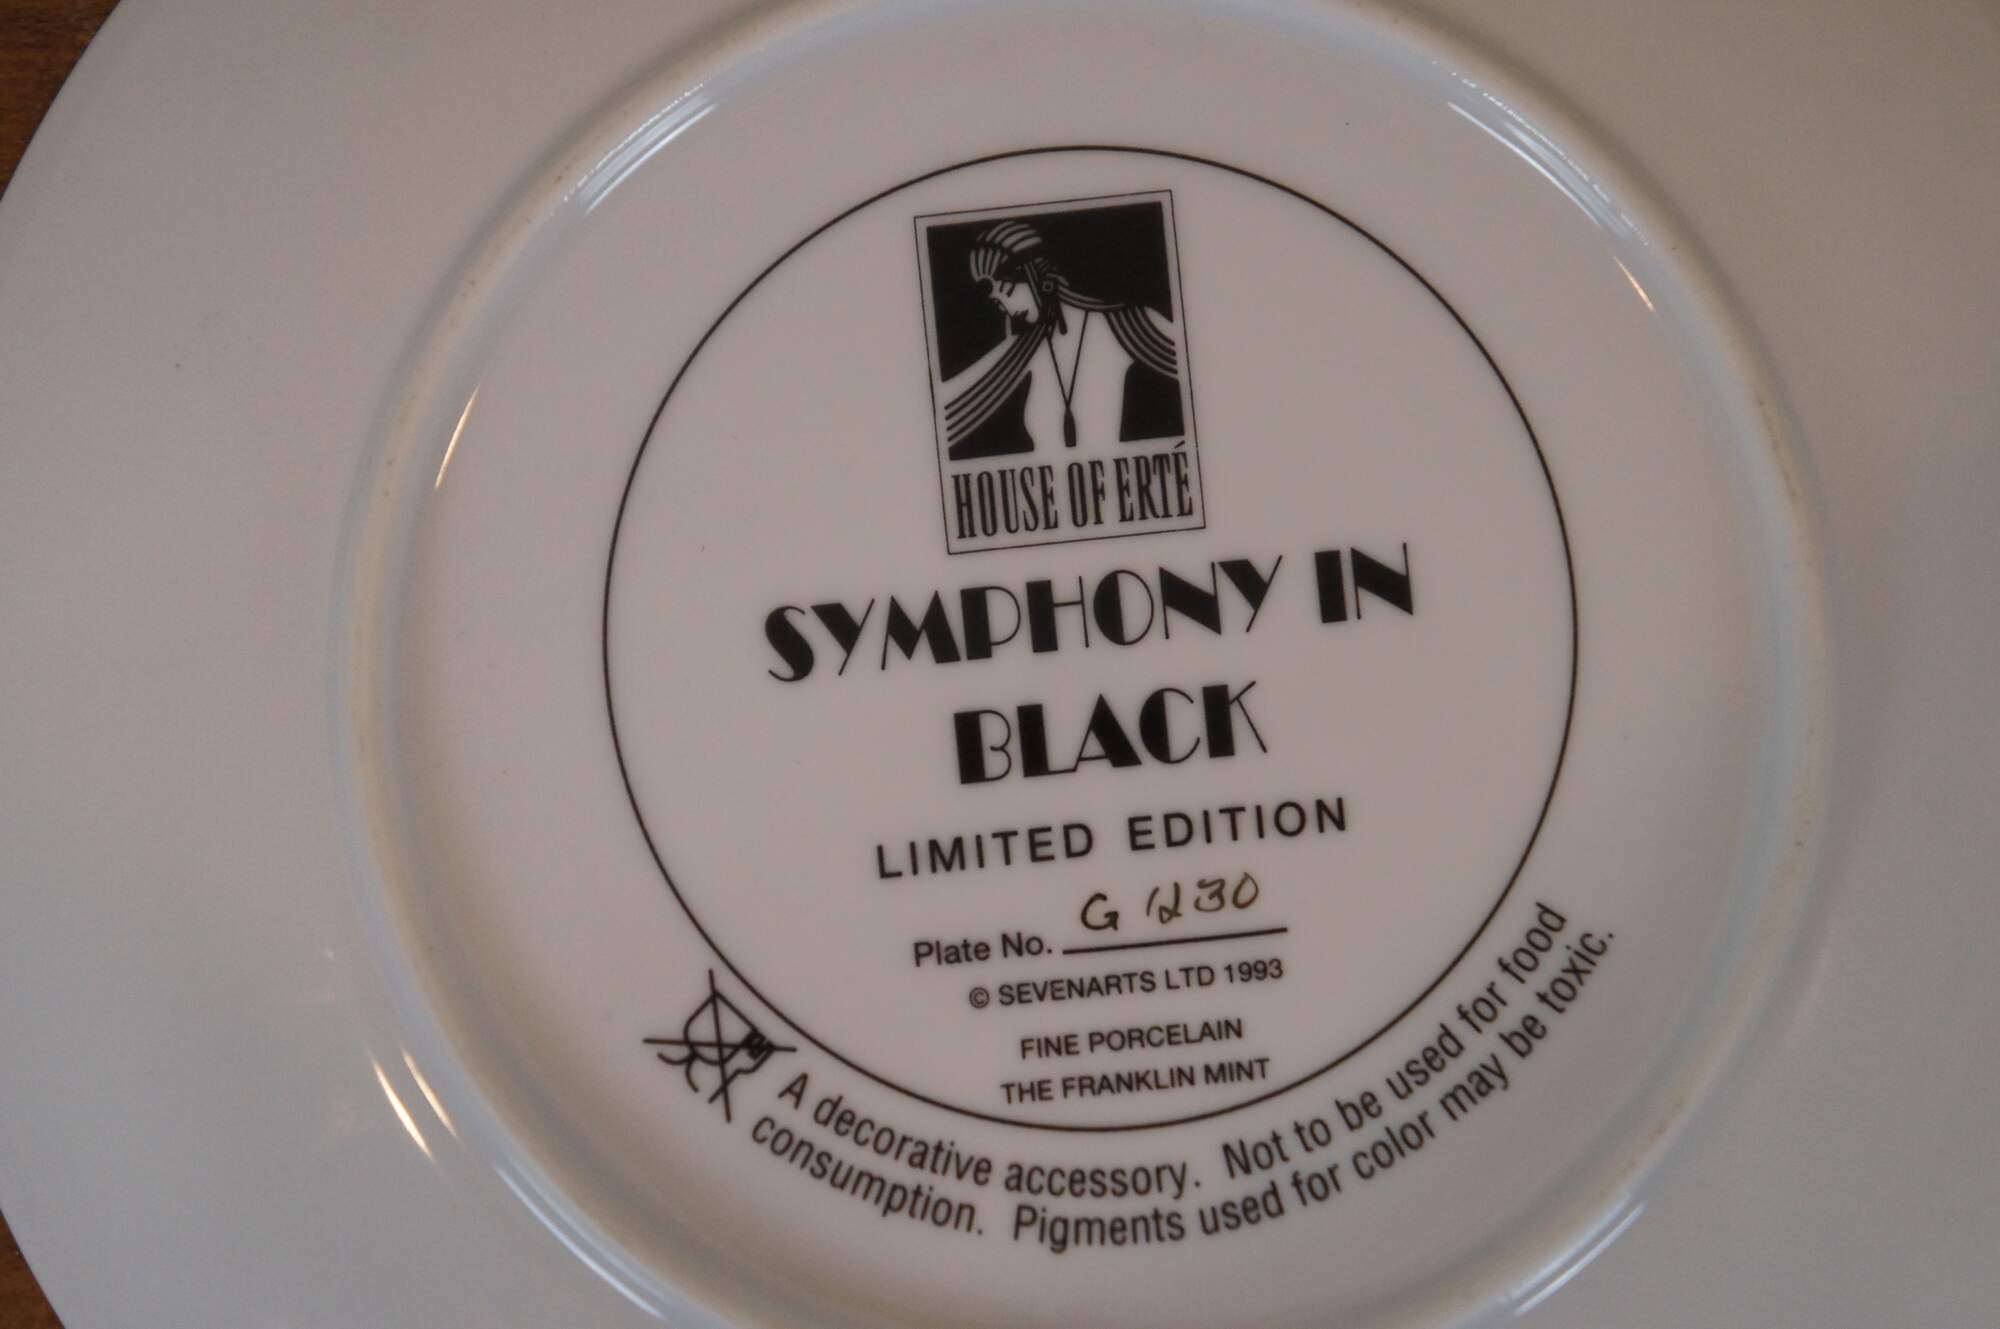 HOUSE OF ERTÉ
SYMPHONY IN
BLACK
LIMITED EDITION
Plate No. G 1230
© SEVENARTS LTD 1993
FINE PORCELAIN
THE FRANKLIN MINT
A decorative accessory. Not to be used for food
consumption. Pigments used for color may be toxic.